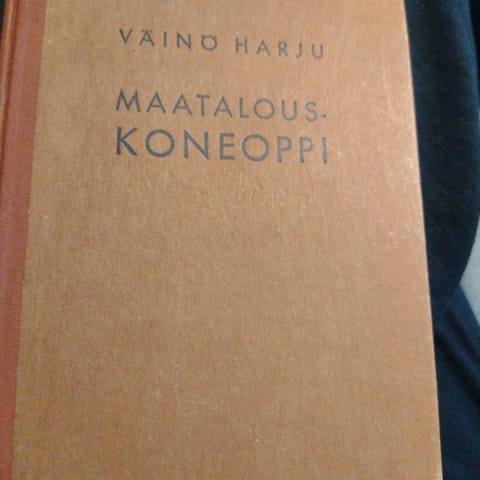 VÄINÖ HARJU
MAATALOUS-
KONEOPPI